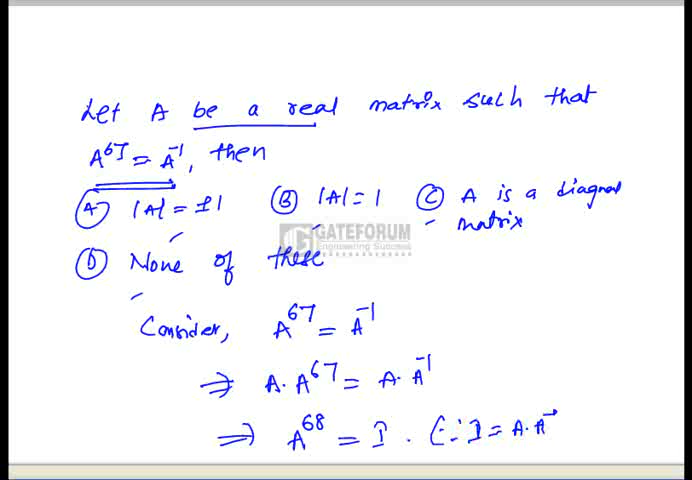 Let A be a real matrix such that
A^67 = A^-1, then
(A) |A| = ±1 (B) |A| = 1 (C) A is a diagonal
matrix
GATEFORUM
Engineering Success
(D) None of these
Consider, A^67 = A^-1
⇒ A. A^67 = A. A^-1
⇒ A^68 = I. (∵ I = A. A^-1